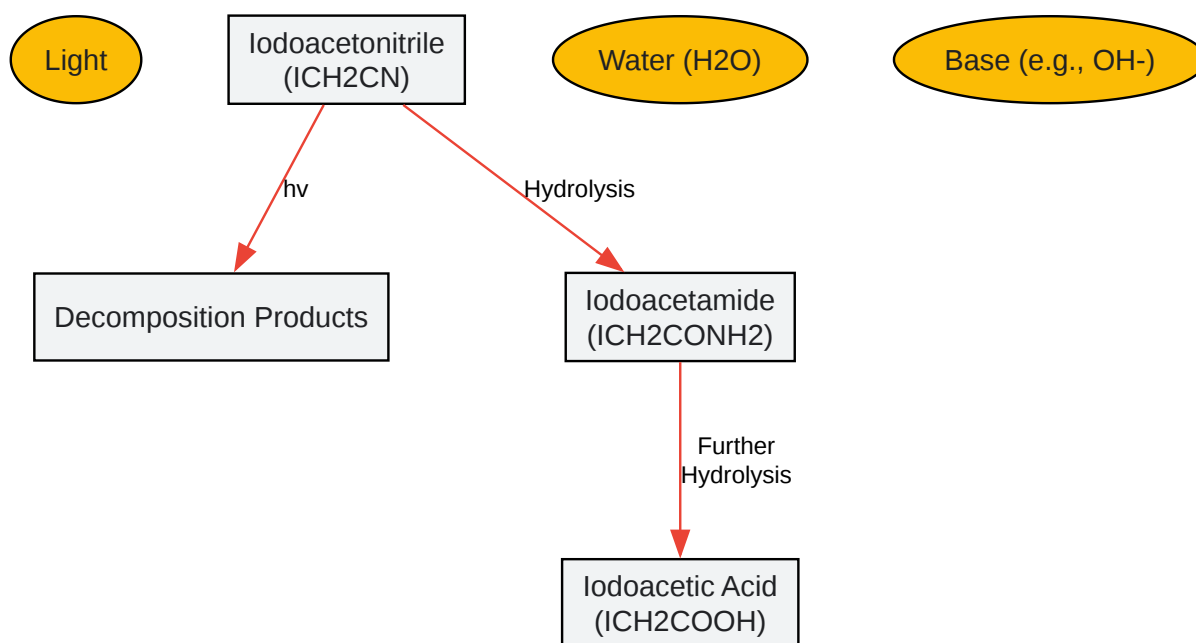 Light
Iodoacetonitrile
(ICH2CN)
Water (H2O)
Base (e.g., OH-)
hv
Hydrolysis
Decomposition Products
Iodoacetamide
(ICH2CONH2)
Further
Hydrolysis
Iodoacetic Acid
(ICH2COOH)